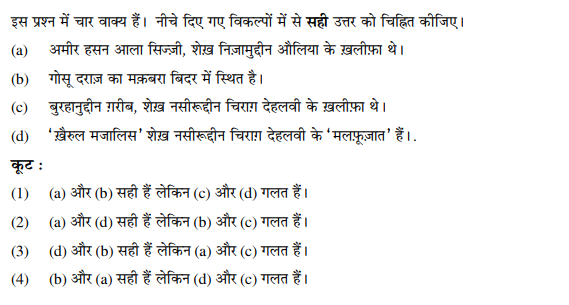 इस प्रश्न में चार वाक्य हैं। नीचे दिए गए विकल्पों में से सही उत्तर को चिह्नित कीजिए।
(a) अमीर हसन आला सिज्ज़ी, शेख़ निज़ामुद्दीन औलिया के ख़लीफ़ा थे।
(b) गोसू दराज़ का मक़बरा बिदर में स्थित है।
(c) बुरहानुद्दीन ग़रीब, शेख़ नसीरूद्दीन चिराग़ देहलवी के ख़लीफ़ा थे।
(d) ‘ख़ैरुल मजालिस’ शेख़ नसीरूद्दीन चिराग़ देहलवी के ‘मलफ़ूज़ात’ हैं।.
कूट :
(1) (a) और (b) सही हैं लेकिन (c) और (d) गलत हैं।
(2) (a) और (d) सही हैं लेकिन (b) और (c) गलत हैं।
(3) (d) और (b) सही हैं लेकिन (a) और (c) गलत हैं।
(4) (b) और (a) सही हैं लेकिन (d) और (c) गलत हैं।